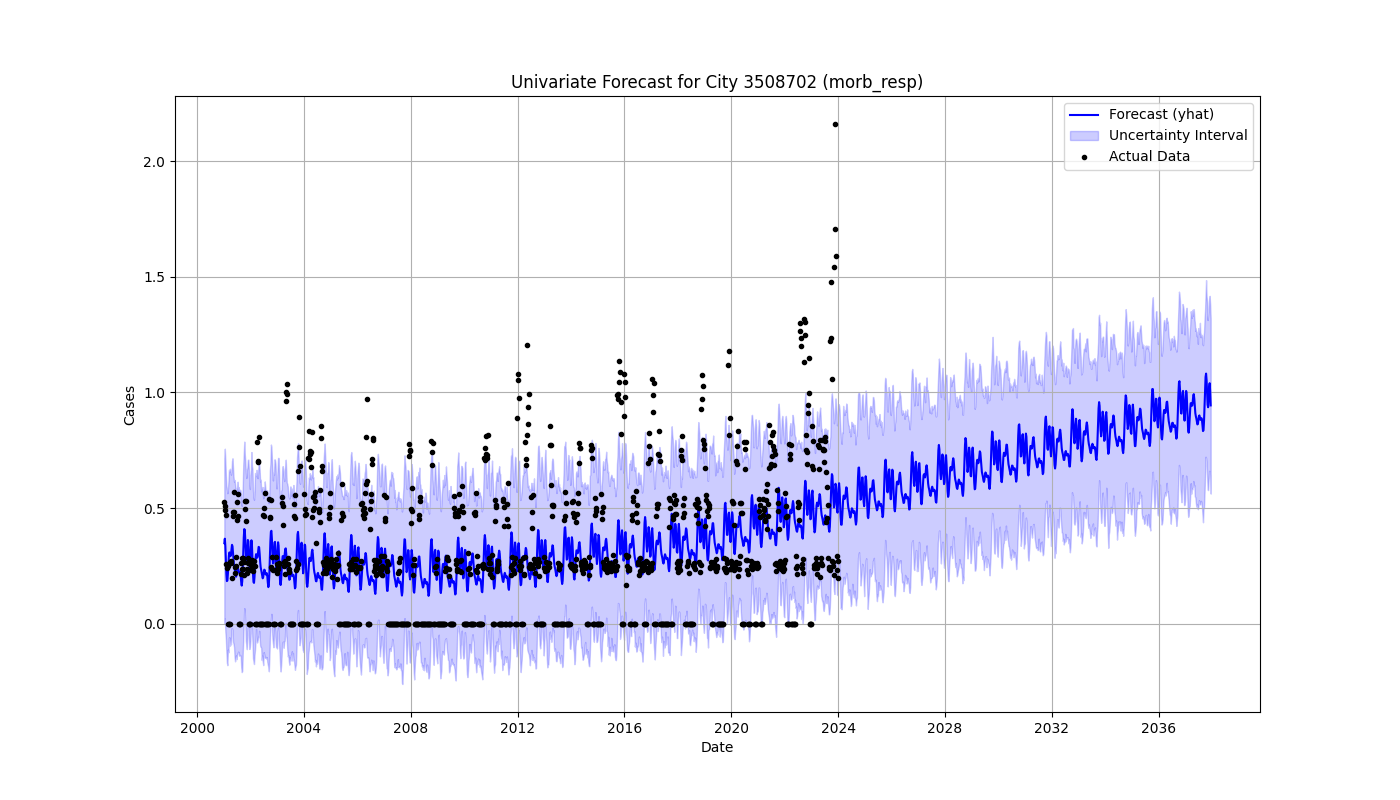 Univariate Forecast for City 3508702 (morb_resp)
Forecast (yhat)
Uncertainty Interval
Actual Data
Cases
2.0
1.5
1.0
0.5
0.0
2000 2004 2008 2012 2016 2020 2024 2028 2032 2036
Date